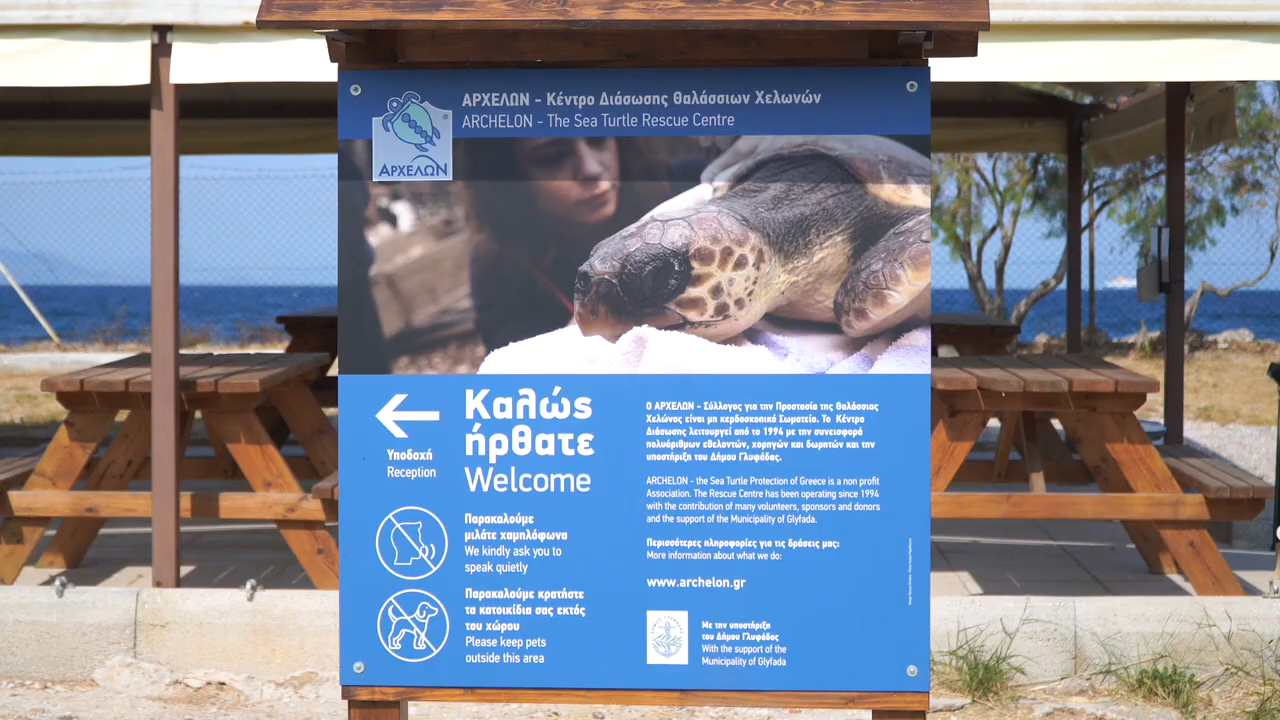 ΑΡΧΕΛΩΝ - Κέντρο Διάσωσης Θαλάσσιων Χελωνών
ARCHELON - The Sea Turtle Rescue Centre
®
ΑΡΧΕΛΩΝ
Υποδοχή
Reception
Καλώς
ήρθατε
Welcome
Παρακαλούμε
μιλάτε χαμηλόφωνα
We kindly ask you to
speak quietly
Παρακαλούμε κρατήστε
τα κατοικίδια σας εκτός
του χώρου
Please keep pets
outside this area
Ο ΑΡΧΕΛΩΝ - Σύλλογος για την Προστασία της Θαλάσσιας
Χελώνας είναι μη κερδοσκοπικό Σωματείο. Το Κέντρο
Διάσωσης λειτουργεί από το 1994 με την συνεισφορά
πολυάριθμων εθελοντών, χορηγών και δωρητών και την
υποστήριξη του Δήμου Γλυφάδας.
ARCHELON - the Sea Turtle Protection of Greece is a non profit
Association. The Rescue Centre has been operating since 1994
with the contribution of many volunteers, sponsors and donors
and the support of the Municipality of Glyfada.
Περισσότερες πληροφορίες για τις δράσεις μας:
More information about what we do:
www.archelon.gr
Με την υποστήριξη
του Δήμου Γλυφάδας
With the support of the
Municipality of Glyfada